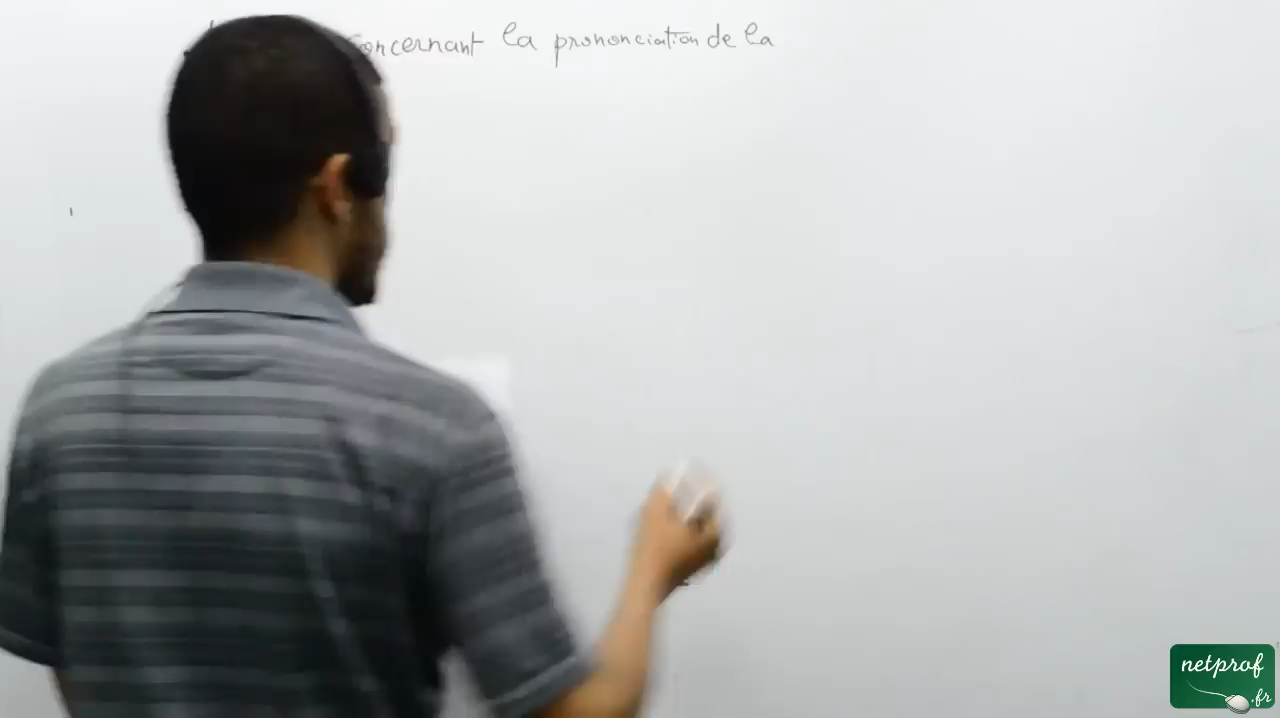 concernant la prononciation de la
netprof
.fr